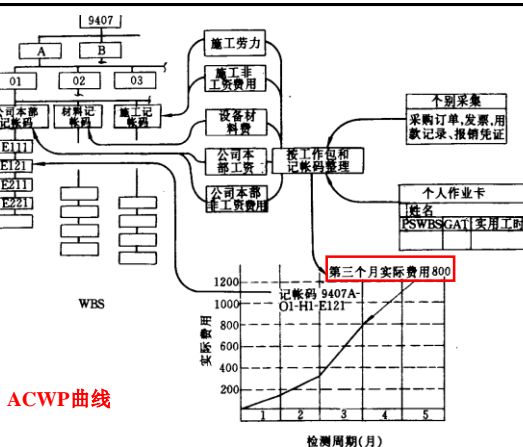 9407
A
B
01
02
03
公司本部
记帐码
材料记
帐码
施工记
帐码
E111
E121
E211
E221
WBS
施工劳力
施工非
工资费用
设备材
料费
公司本
部工资
公司本部
非工资费用
按工作包和
记帐码整理
个别采集
采购订单,发票,用
款记录、报销凭证
个人作业卡
姓名
PSWBS
GAT
实用工时
第三个月实际费用800
记帐码 9407A-
O1-H1-E121
实际费用
1200
1000
800
600
400
200
1
2
3
4
5
检测周期(月)
ACWP曲线